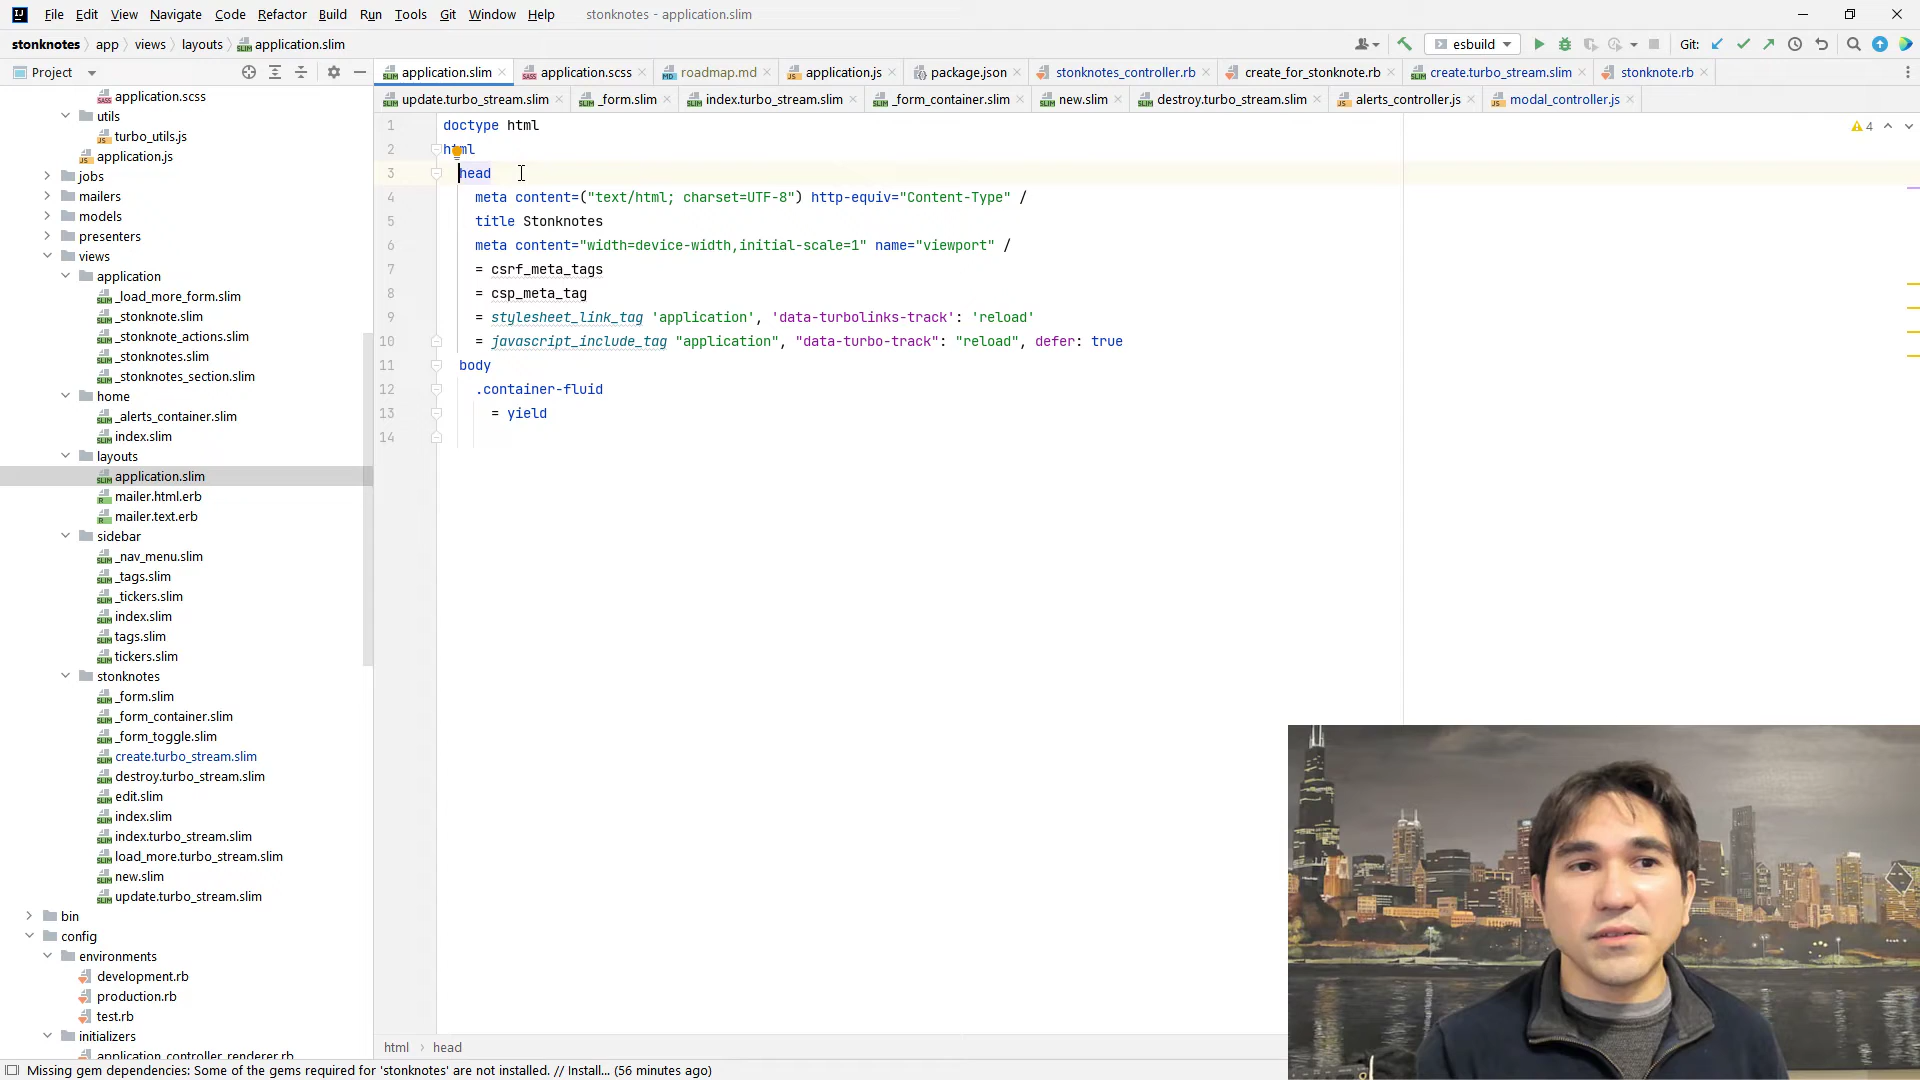 File Edit View Navigate Code Refactor Build Run Tools Git Window Help stonknotes - application.slim
stonknotes app views layouts application.slim esbuild Git:
Project
application.slim application.scss roadmap.md application.js package.json stonknotes_controller.rb create_for_stonknote.rb create.turbo_stream.slim stonknote.rb
update.turbo_stream.slim _form.slim index.turbo_stream.slim _form_container.slim new.slim destroy.turbo_stream.slim alerts_controller.js modal_controller.js
application.scss
utils
turbo_utils.js
application.js
jobs
mailers
models
presenters
views
application
_load_more_form.slim
_stonknote.slim
_stonknote_actions.slim
_stonknotes.slim
_stonknotes_section.slim
home
_alerts_container.slim
index.slim
layouts
application.slim
mailer.html.erb
mailer.text.erb
sidebar
_nav_menu.slim
_tags.slim
_tickers.slim
index.slim
tags.slim
tickers.slim
stonknotes
_form.slim
_form_container.slim
_form_toggle.slim
create.turbo_stream.slim
destroy.turbo_stream.slim
edit.slim
index.slim
index.turbo_stream.slim
load_more.turbo_stream.slim
new.slim
update.turbo_stream.slim
bin
config
environments
development.rb
production.rb
test.rb
initializers
application_controller_renderer.rb
1 doctype html
2 html
3 head
4 meta content=("text/html; charset=UTF-8") http-equiv="Content-Type" /
5 title Stonknotes
6 meta content="width=device-width,initial-scale=1" name="viewport" /
7 = csrf_meta_tags
8 = csp_meta_tag
9 = stylesheet_link_tag 'application', 'data-turbolinks-track': 'reload'
10 = javascript_include_tag "application", "data-turbo-track": "reload", defer: true
11 body
12 .container-fluid
13 = yield
14
4
html head
Missing gem dependencies: Some of the gems required for 'stonknotes' are not installed. // Install... (56 minutes ago)